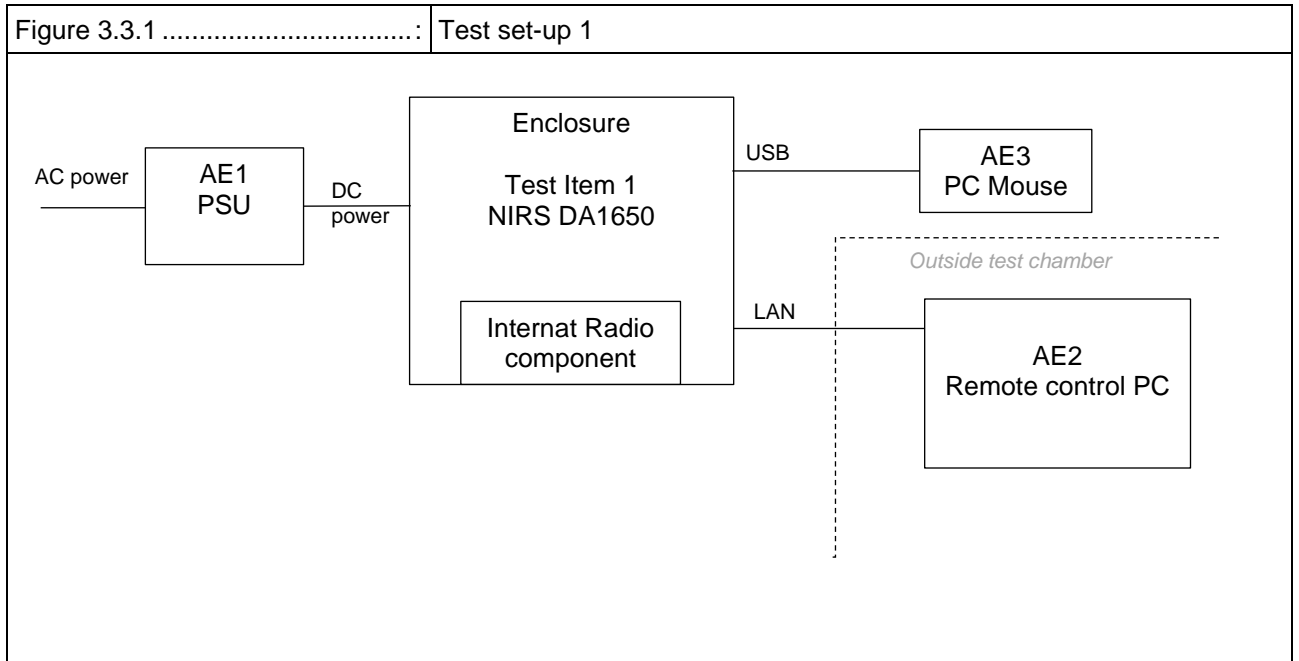 Figure 3.3.1 ..................................: Test set-up 1
AC power
AE1
PSU
DC
power
Enclosure
Test Item 1
NIRS DA1650
Internat Radio
component
USB
AE3
PC Mouse
Outside test chamber
LAN
AE2
Remote control PC